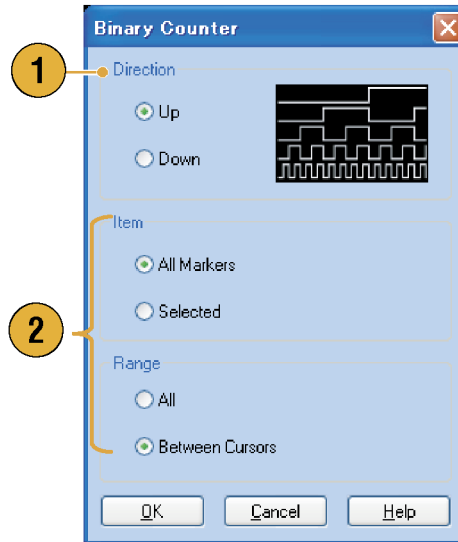 Binary Counter
1
Direction
Up
Down
Item
All Markers
Selected
2
Range
All
Between Cursors
OK
Cancel
Help